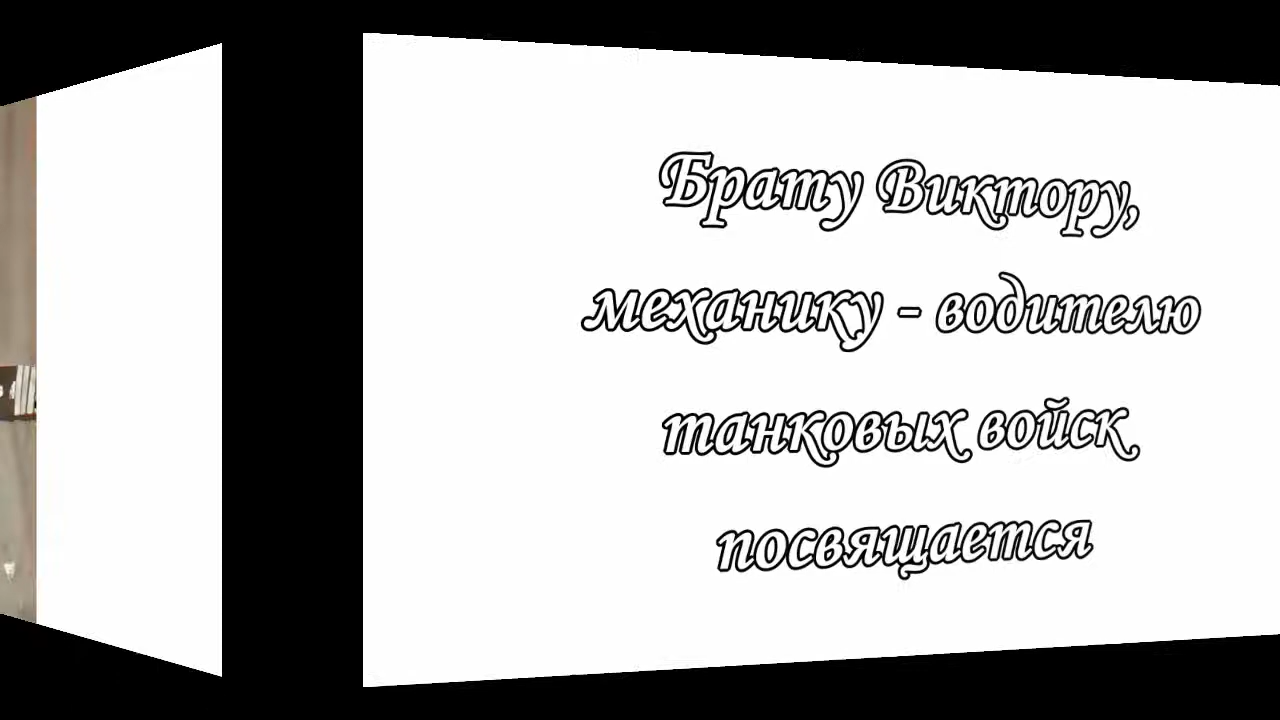 Брату Виктору,
механику - водителю
танковых войск
посвящается